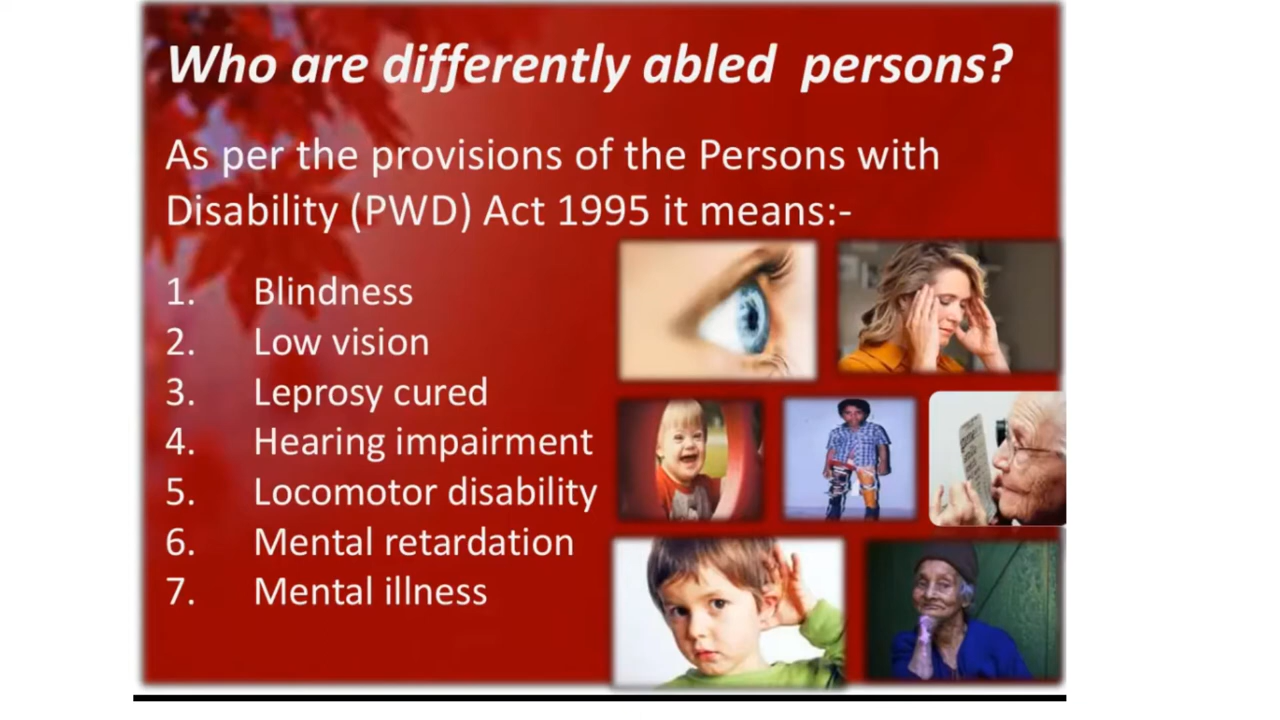 Who are differently abled persons?
As per the provisions of the Persons with
Disability (PWD) Act 1995 it means:-
1. Blindness
2. Low vision
3. Leprosy cured
4. Hearing impairment
5. Locomotor disability
6. Mental retardation
7. Mental illness